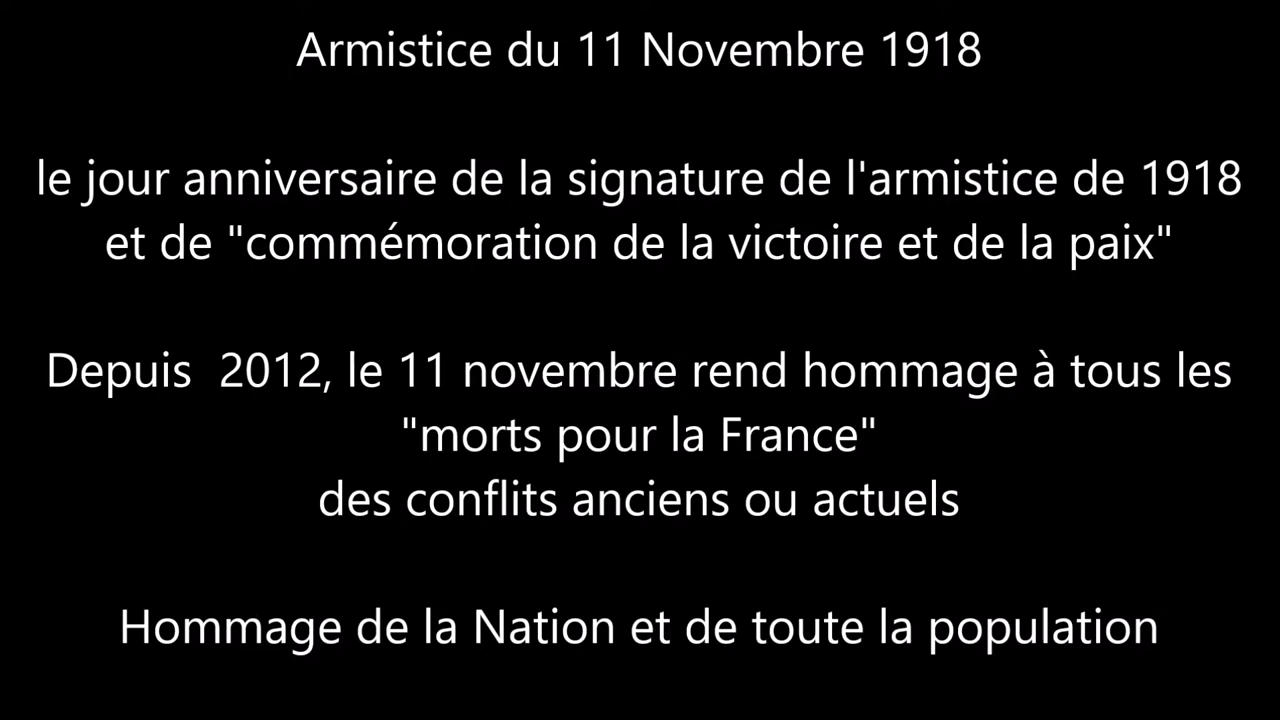 Armistice du 11 Novembre 1918
le jour anniversaire de la signature de l'armistice de 1918
et de "commémoration de la victoire et de la paix"
Depuis  2012, le 11 novembre rend hommage à tous les
"morts pour la France"
des conflits anciens ou actuels
Hommage de la Nation et de toute la population